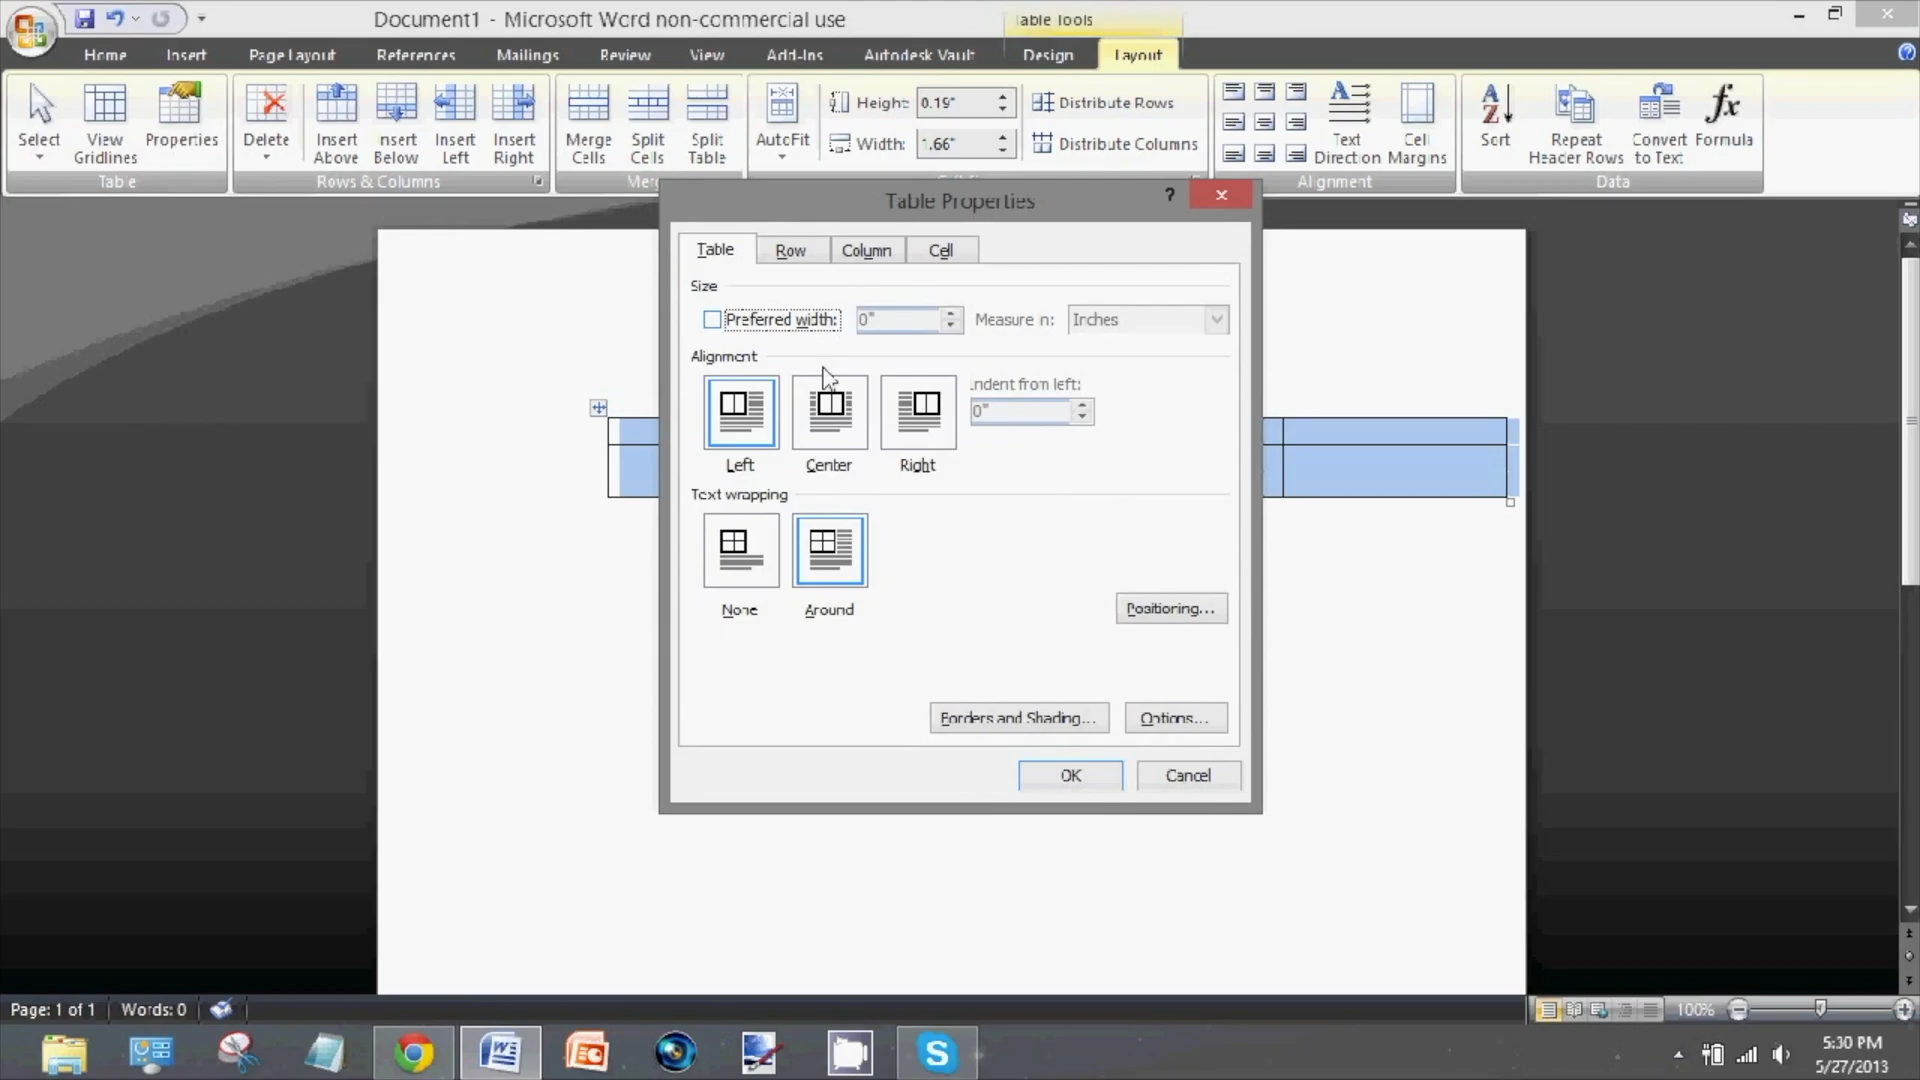 Document1 - Microsoft Word non-commercial use
Table Tools
Home Insert Page Layout References Mailings Review View Add-Ins Autodesk Vault Design Layout
Select View Gridlines Properties Delete Insert Above Insert Below Insert Left Insert Right Merge Cells Split Cells Split Table AutoFit
Height: 0.19" Distribute Rows
Width: 1.66" Distribute Columns
Text Direction Cell Margins Sort Repeat Header Rows Convert to Text Formula
Table Rows & Columns Alignment Data
Table Properties
?
Table Row Column Cell
Size
Preferred width: 0" Measure in: Inches
Alignment
Indent from left:
0"
Left Center Right
Text wrapping
None Around
Positioning...
Borders and Shading... Options...
OK Cancel
Page: 1 of 1 Words: 0 100%
5:30 PM
5/27/2013